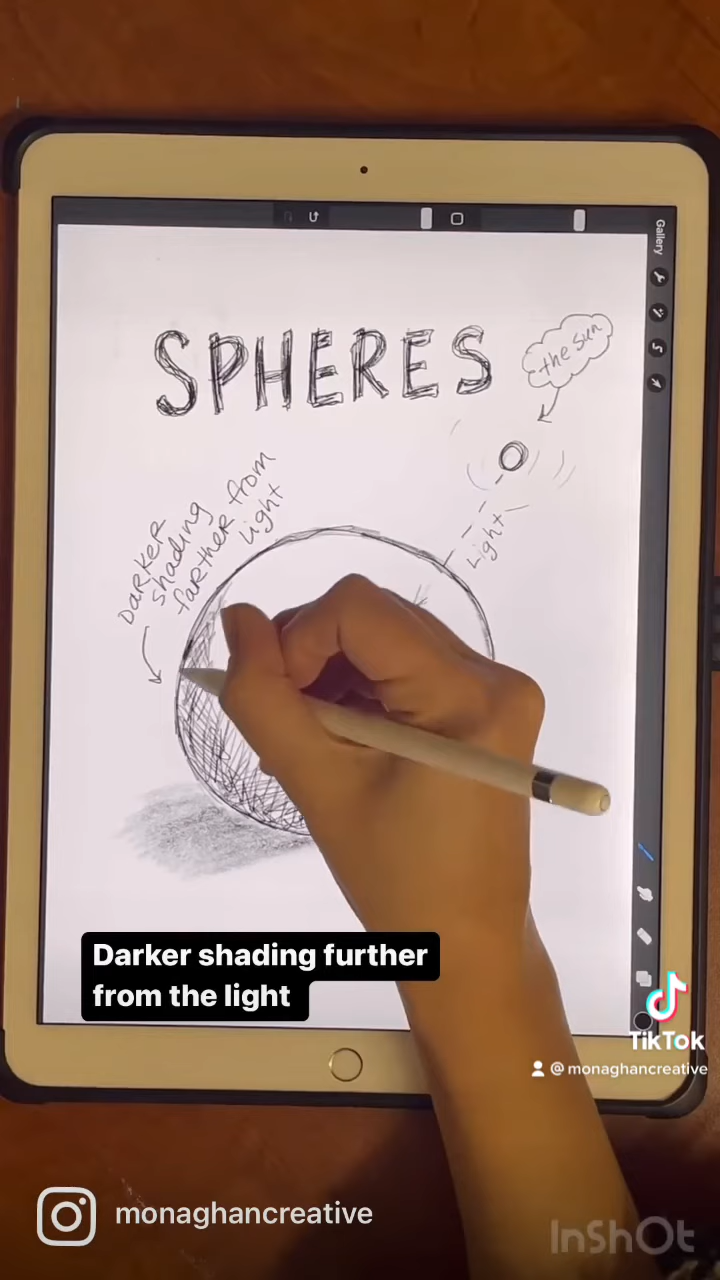 Gallery
SPHERES
the sun
Darker
shading
farther from
light
Light
Darker shading further
from the light
TikTok
@monaghancreative
monaghancreative
InShOt